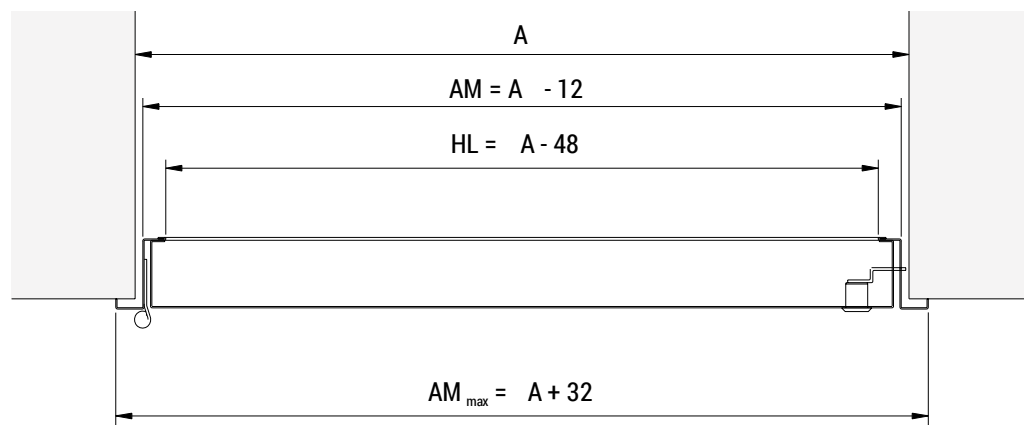 A
AM = A - 12
HL = A - 48
AM max = A + 32